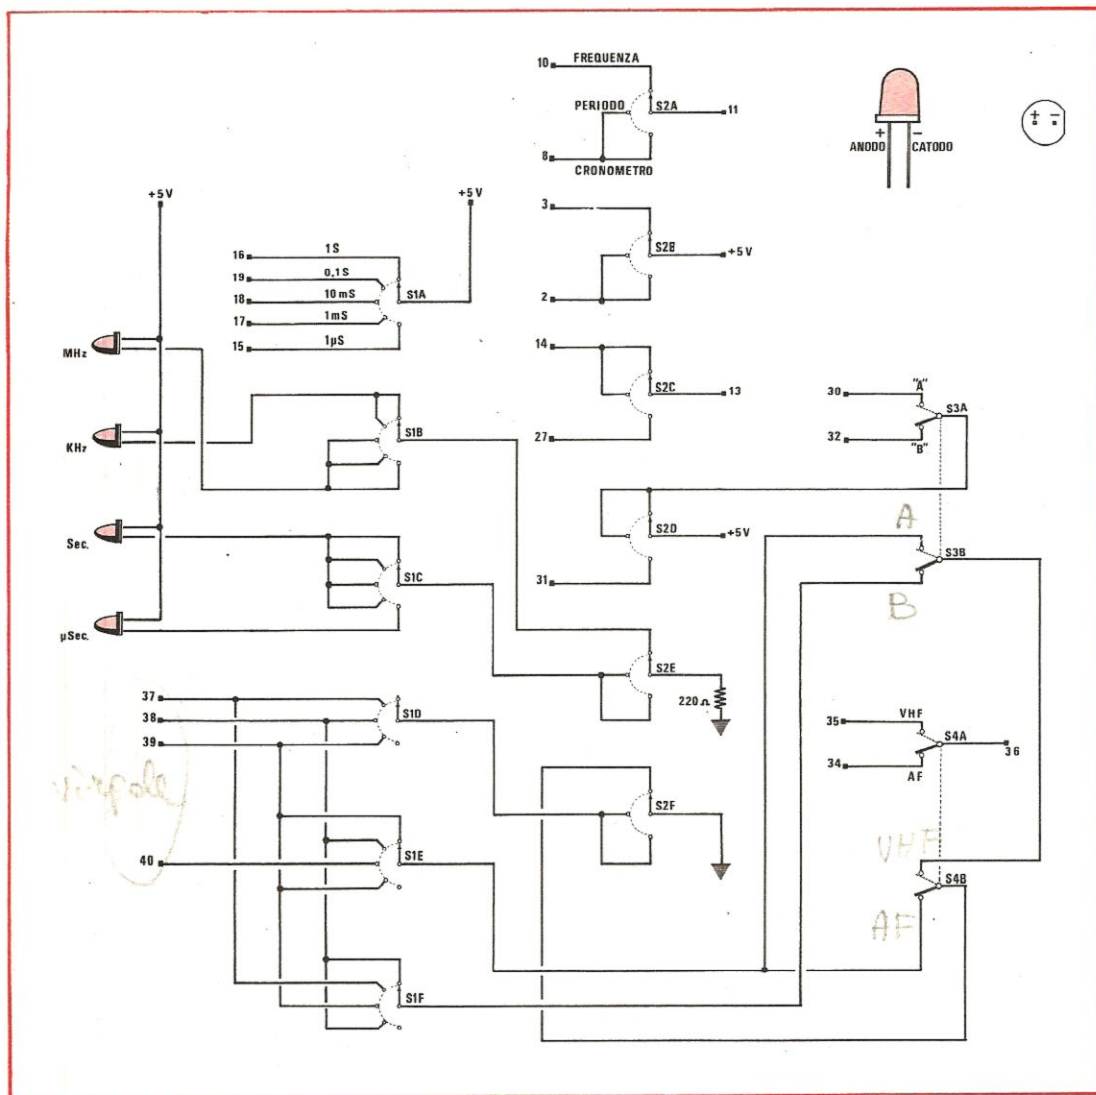 10 FREQUENZA
PERIODO S2A 11
8
CRONOMETRO
+ −
ANODO CATODO
+ −
+5V
+5V
3
S2B +5V
2
16 1S
19 0,1S
18 10mS S1A
17 1mS
15 1µS
MHz
14
S2C 13
27
KHz
S1B
30 "A"
S3A
32 "B"
Sec.
S1C
S2D +5V
31
A
S3B
B
µSec.
S2E
220 Ω
37
38 S1D
39
virgole
35 VHF
S4A
36
34 AF
S2F
40 S1E
VHF
S4B
AF
S1F